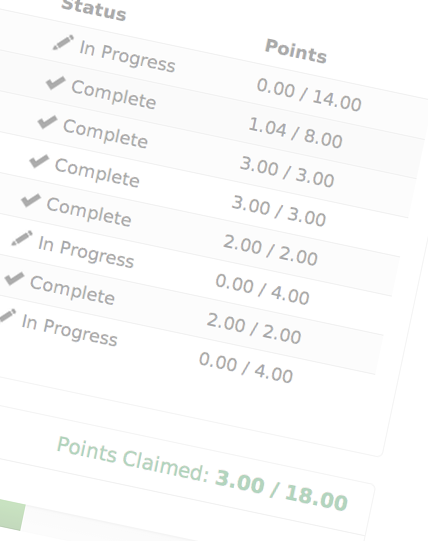 Status Points
In Progress 0.00 / 14.00
Complete 1.04 / 8.00
Complete 3.00 / 3.00
Complete 3.00 / 3.00
Complete 2.00 / 2.00
In Progress 0.00 / 4.00
Complete 2.00 / 2.00
In Progress 0.00 / 4.00
Points Claimed: 3.00 / 18.00